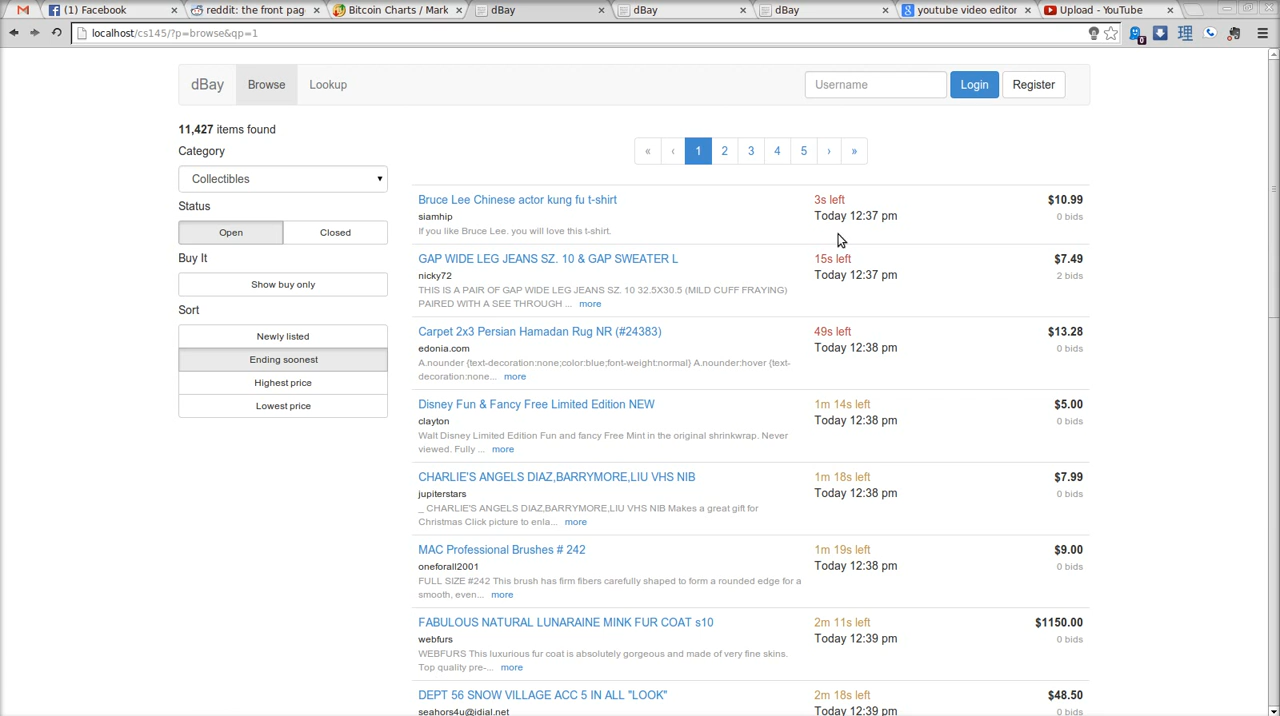 (1) Facebook
reddit: the front pag
Bitcoin Charts / Mark
dBay
dBay
dBay
youtube video editor
Upload - YouTube
localhost/cs145/?p=browse&qp=1
0
理
dBay
Browse
Lookup
Username
Login
Register
11,427 items found
« ‹ 1 2 3 4 5 › »
Category
Collectibles
Status
Open
Closed
Buy It
Show buy only
Sort
Newly listed
Ending soonest
Highest price
Lowest price
Bruce Lee Chinese actor kung fu t-shirt
3s left
$10.99
siamhip
Today 12:37 pm
0 bids
If you like Bruce Lee. you will love this t-shirt.
GAP WIDE LEG JEANS SZ. 10 & GAP SWEATER L
15s left
$7.49
nicky72
Today 12:37 pm
2 bids
THIS IS A PAIR OF GAP WIDE LEG JEANS SZ. 10 32.5X30.5 (MILD CUFF FRAYING)
PAIRED WITH A SEE THROUGH ... more
Carpet 2x3 Persian Hamadan Rug NR (#24383)
49s left
$13.28
edonia.com
Today 12:38 pm
0 bids
A.nounder {text-decoration:none;color:blue;font-weight:normal} A.nounder:hover {text-
decoration:none... more
Disney Fun & Fancy Free Limited Edition NEW
1m 14s left
$5.00
clayton
Today 12:38 pm
0 bids
Walt Disney Limited Edition Fun and fancy Free Mint in the original shrinkwrap. Never
viewed. Fully ... more
CHARLIE'S ANGELS DIAZ,BARRYMORE,LIU VHS NIB
1m 18s left
$7.99
jupiterstars
Today 12:38 pm
0 bids
_ CHARLIE'S ANGELS DIAZ,BARRYMORE,LIU VHS NIB Makes a great gift for
Christmas Click picture to enla... more
MAC Professional Brushes # 242
1m 19s left
$9.00
oneforall2001
Today 12:38 pm
0 bids
FULL SIZE #242 This brush has firm fibers carefully shaped to form a rounded edge for a
smooth, even... more
FABULOUS NATURAL LUNARAINE MINK FUR COAT s10
2m 11s left
$1150.00
webfurs
Today 12:39 pm
0 bids
WEBFURS This luxurious fur coat is absolutely gorgeous and made of very fine skins.
Top quality pre-... more
DEPT 56 SNOW VILLAGE ACC 5 IN ALL "LOOK"
2m 18s left
$48.50
seahors4u@idial.net
Today 12:39 pm
0 bids